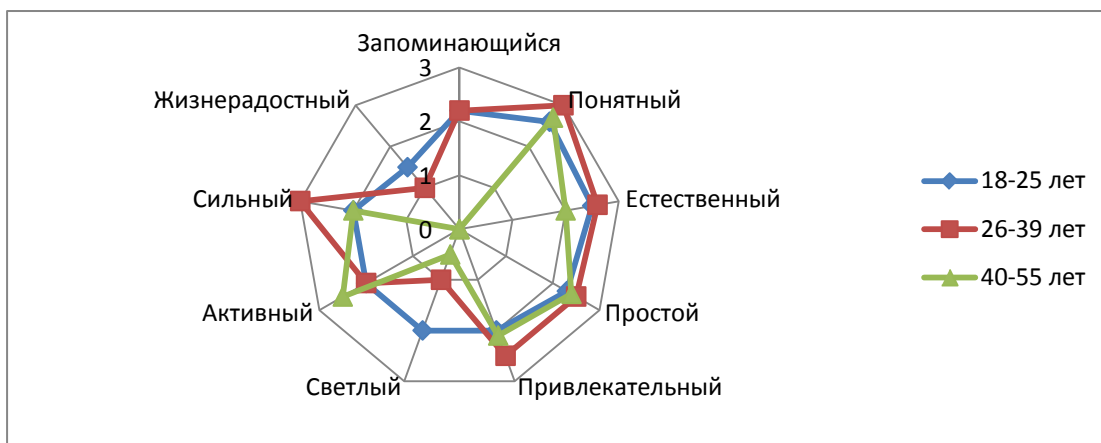 Запоминающийся
3
Жизнерадостный
Понятный
2
1
Сильный
Естественный
0
Активный
Простой
Светлый
Привлекательный
18-25 лет
26-39 лет
40-55 лет